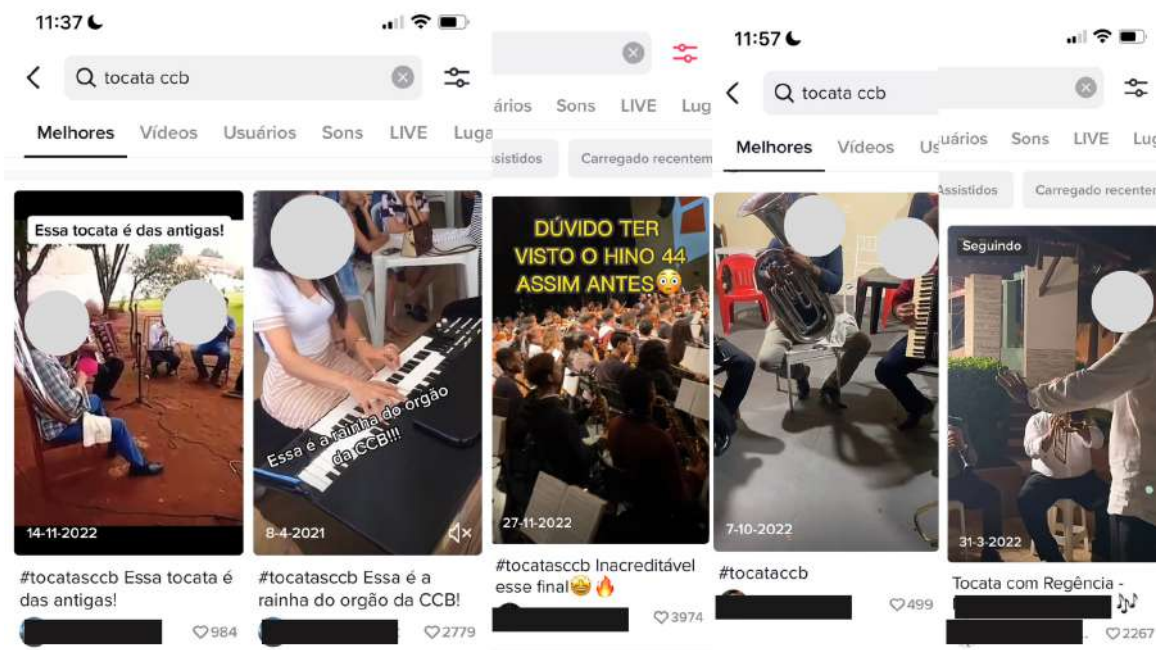 11:37
tocata ccb
Melhores Vídeos Usuários Sons LIVE Luga
Essa tocata é das antigas!
14-11-2022
#tocatasccb Essa tocata é
das antigas!
984
Essa é a rainha do orgão
da CCB!!!
8-4-2021
#tocatasccb Essa é a
rainha do orgão da CCB!
2779
ários Sons LIVE Lug
ssistidos Carregado recentem
DÚVIDO TER
VISTO O HINO 44
ASSIM ANTES
27-11-2022
#tocatasccb Inacreditável
esse final
3974
11:57
tocata ccb
Melhores Vídeos Us
7-10-2022
#tocataccb
499
uários Sons LIVE Lug
Assistidos Carregado recenter
Seguindo
31-3-2022
Tocata com Regência -
2267